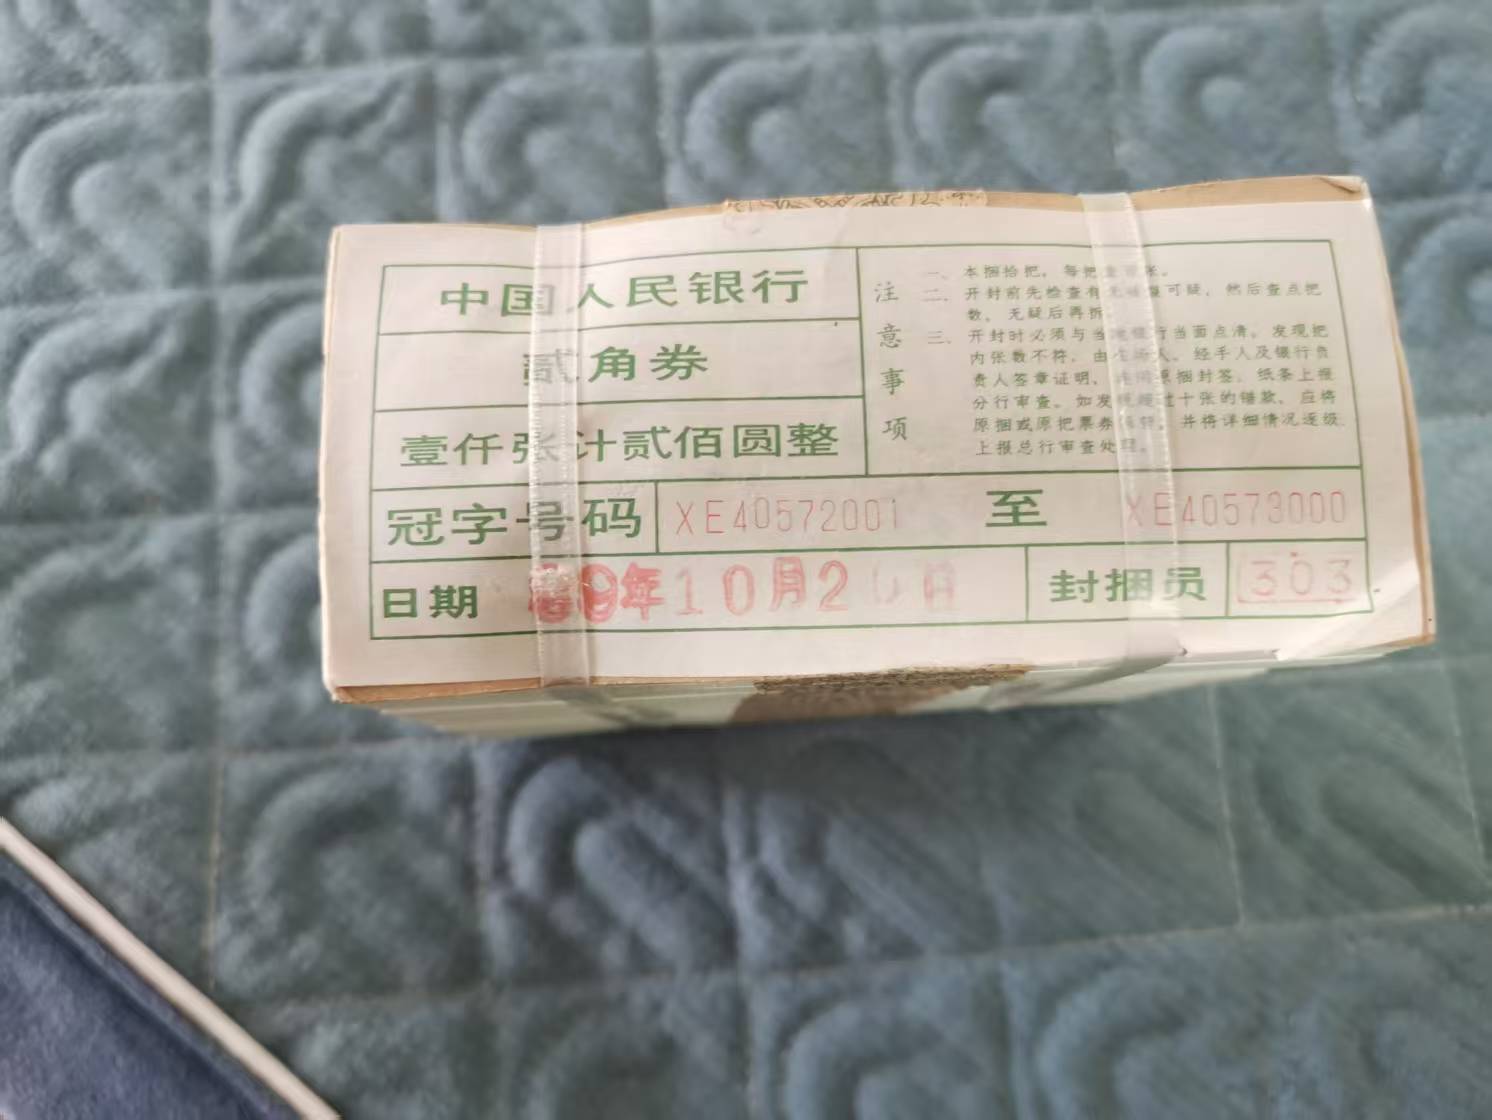 中国人民银行
贰角券
壹仟张计贰佰圆整
注意事项
一、本捆拾把，每把壹佰张。
二、开封前先检查有无破裂可疑，然后查点把
数，无疑后再拆
三、开封时必须与当地银行当面点清，发现把
内张数不符，由在场人、经手人及银行负
责人签章证明，连同原捆封签、纸条上报
分行审查。如发现超过十张的错款，应将
原捆或原把票券 并将详细情况逐级
上报总行审查处理。
冠字号码 XE40572001 至 XE40573000
日期 89年10月2 日 封捆员 303